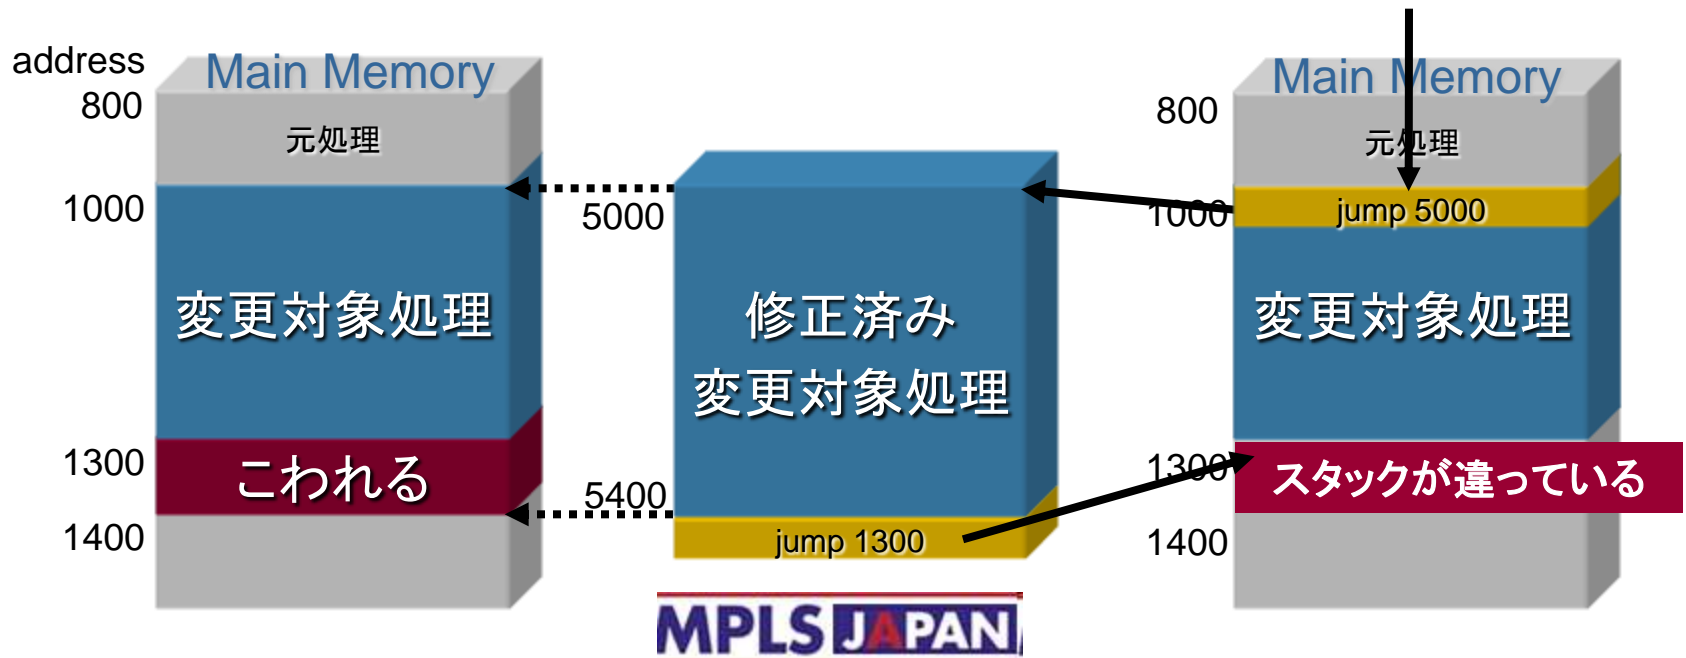 address
Main Memory
800
元処理
1000
変更対象処理
1300
こわれる
1400
5000
修正済み
変更対象処理
5400
jump 1300
MPLS JAPAN
Main Memory
800
元処理
1000
jump 5000
変更対象処理
1300
スタックが違っている
1400